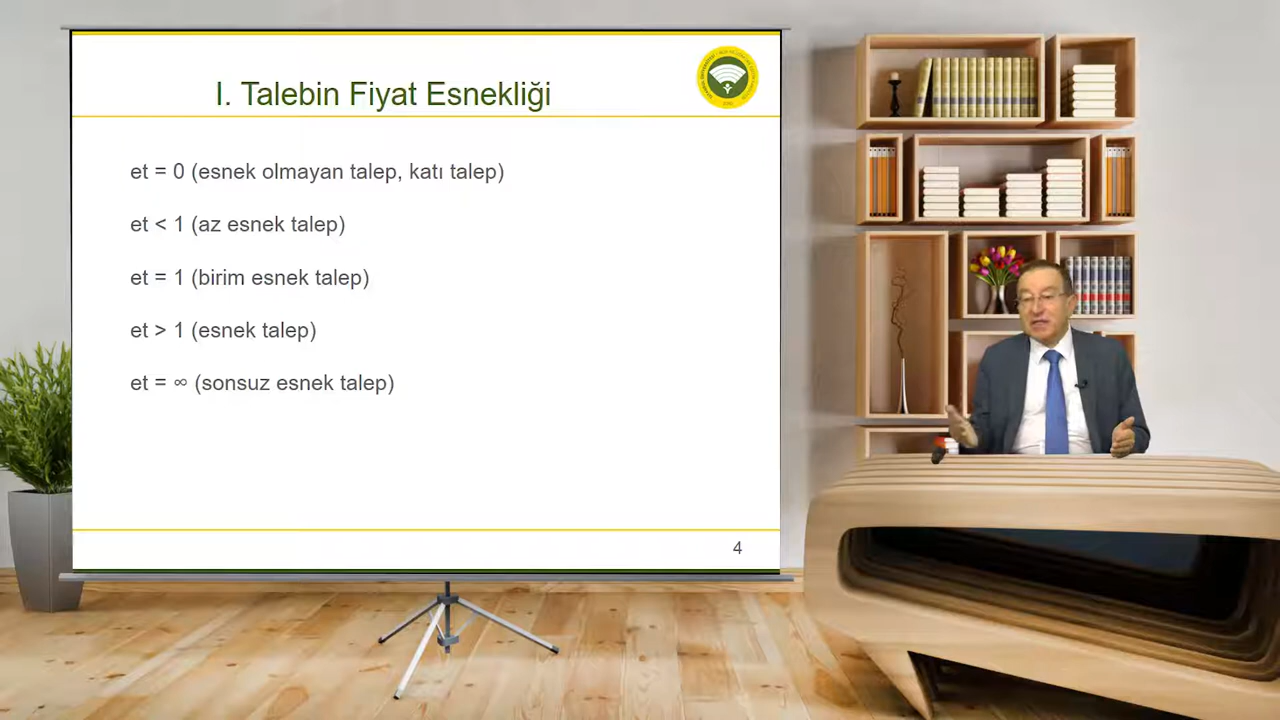 I. Talebin Fiyat Esnekliği
et = 0 (esnek olmayan talep, katı talep)
et < 1 (az esnek talep)
et = 1 (birim esnek talep)
et > 1 (esnek talep)
et = ∞ (sonsuz esnek talep)
4